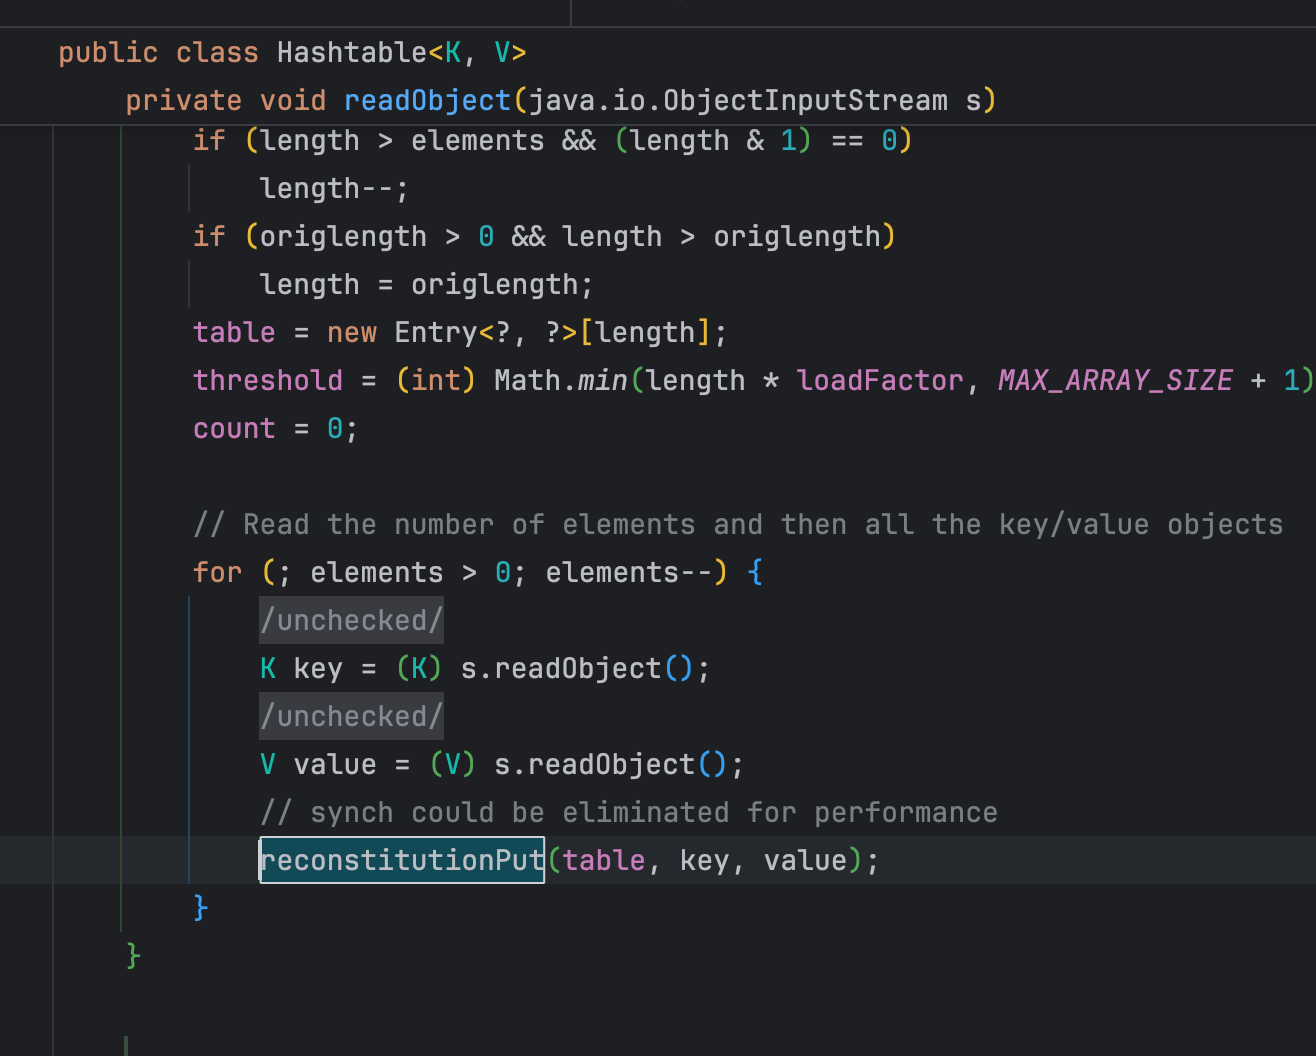 public class Hashtable<K, V>
private void readObject(java.io.ObjectInputStream s)
if (length > elements && (length & 1) == 0)
length--;
if (origlength > 0 && length > origlength)
length = origlength;
table = new Entry<?, ?>[length];
threshold = (int) Math.min(length * loadFactor, MAX_ARRAY_SIZE + 1)
count = 0;
// Read the number of elements and then all the key/value objects
for (; elements > 0; elements--) {
/unchecked/
K key = (K) s.readObject();
/unchecked/
V value = (V) s.readObject();
// synch could be eliminated for performance
reconstitutionPut(table, key, value);
}
}